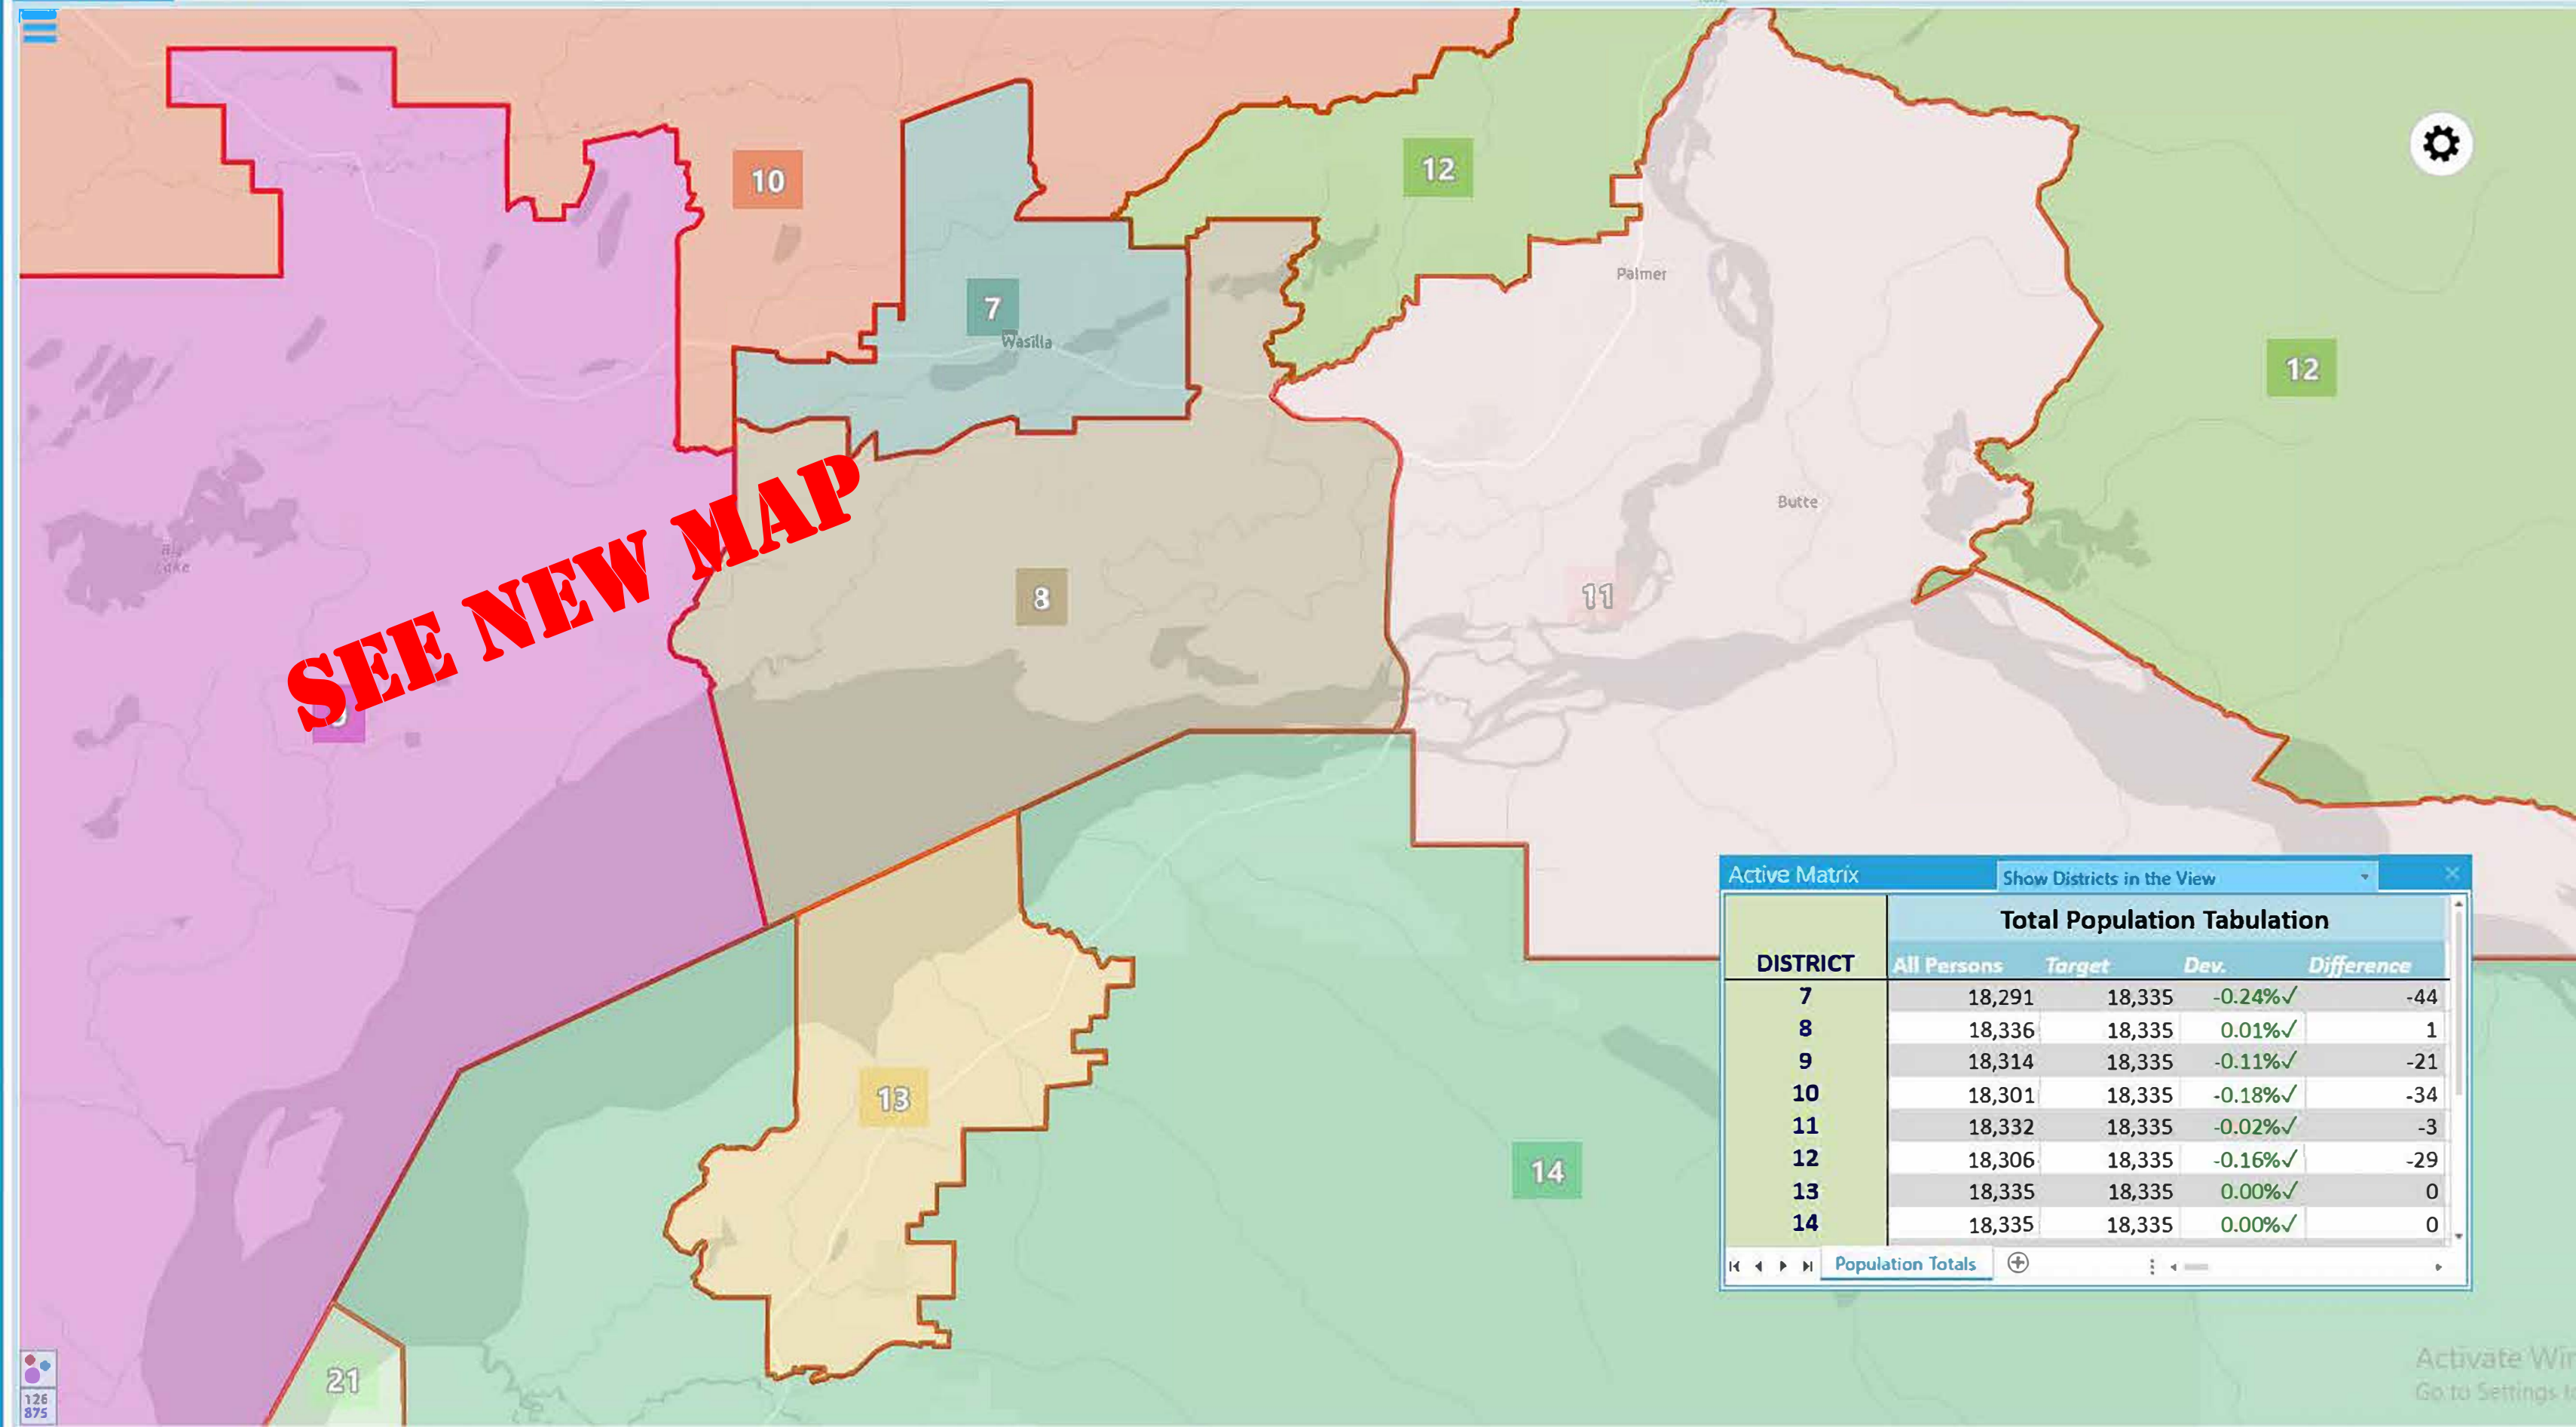 10
12
7
Wasilla
Palmer
12
Butte
Lake
SEE NEW MAP
8
11
9
13
14
21
Active Matrix Show Districts in the View
Total Population Tabulation
DISTRICT All Persons Target Dev. Difference
7 18,291 18,335 -0.24%✓ -44
8 18,336 18,335 0.01%✓ 1
9 18,314 18,335 -0.11%✓ -21
10 18,301 18,335 -0.18%✓ -34
11 18,332 18,335 -0.02%✓ -3
12 18,306 18,335 -0.16%✓ -29
13 18,335 18,335 0.00%✓ 0
14 18,335 18,335 0.00%✓ 0
Population Totals
126
875
Activate Win
Go to Settings t